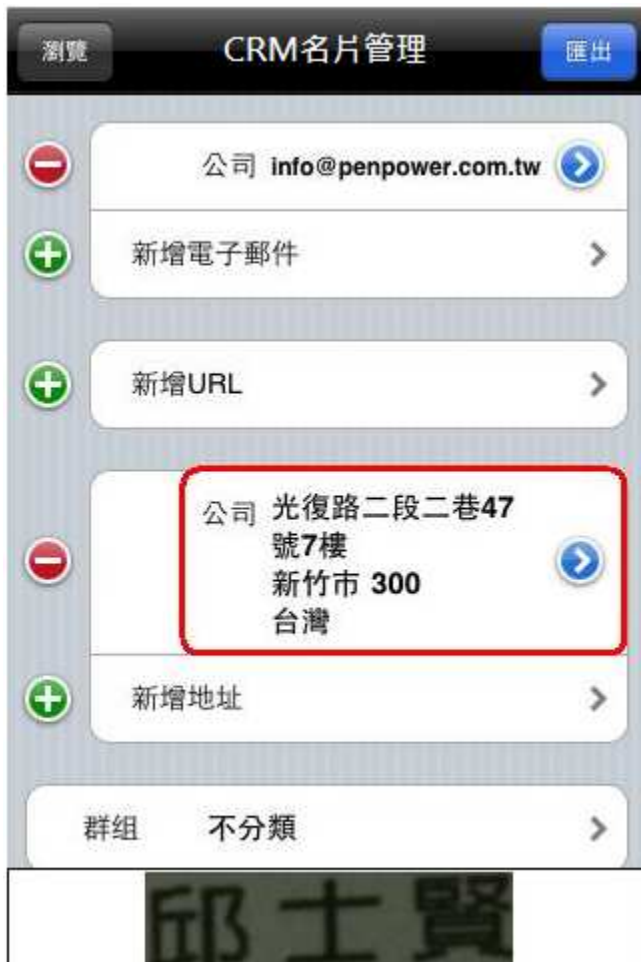 瀏覽 CRM名片管理 匯出
公司 info@penpower.com.tw
新增電子郵件
新增URL
公司 光復路二段二巷47
號7樓
新竹市 300
台灣
新增地址
群组 不分類
邱士賢